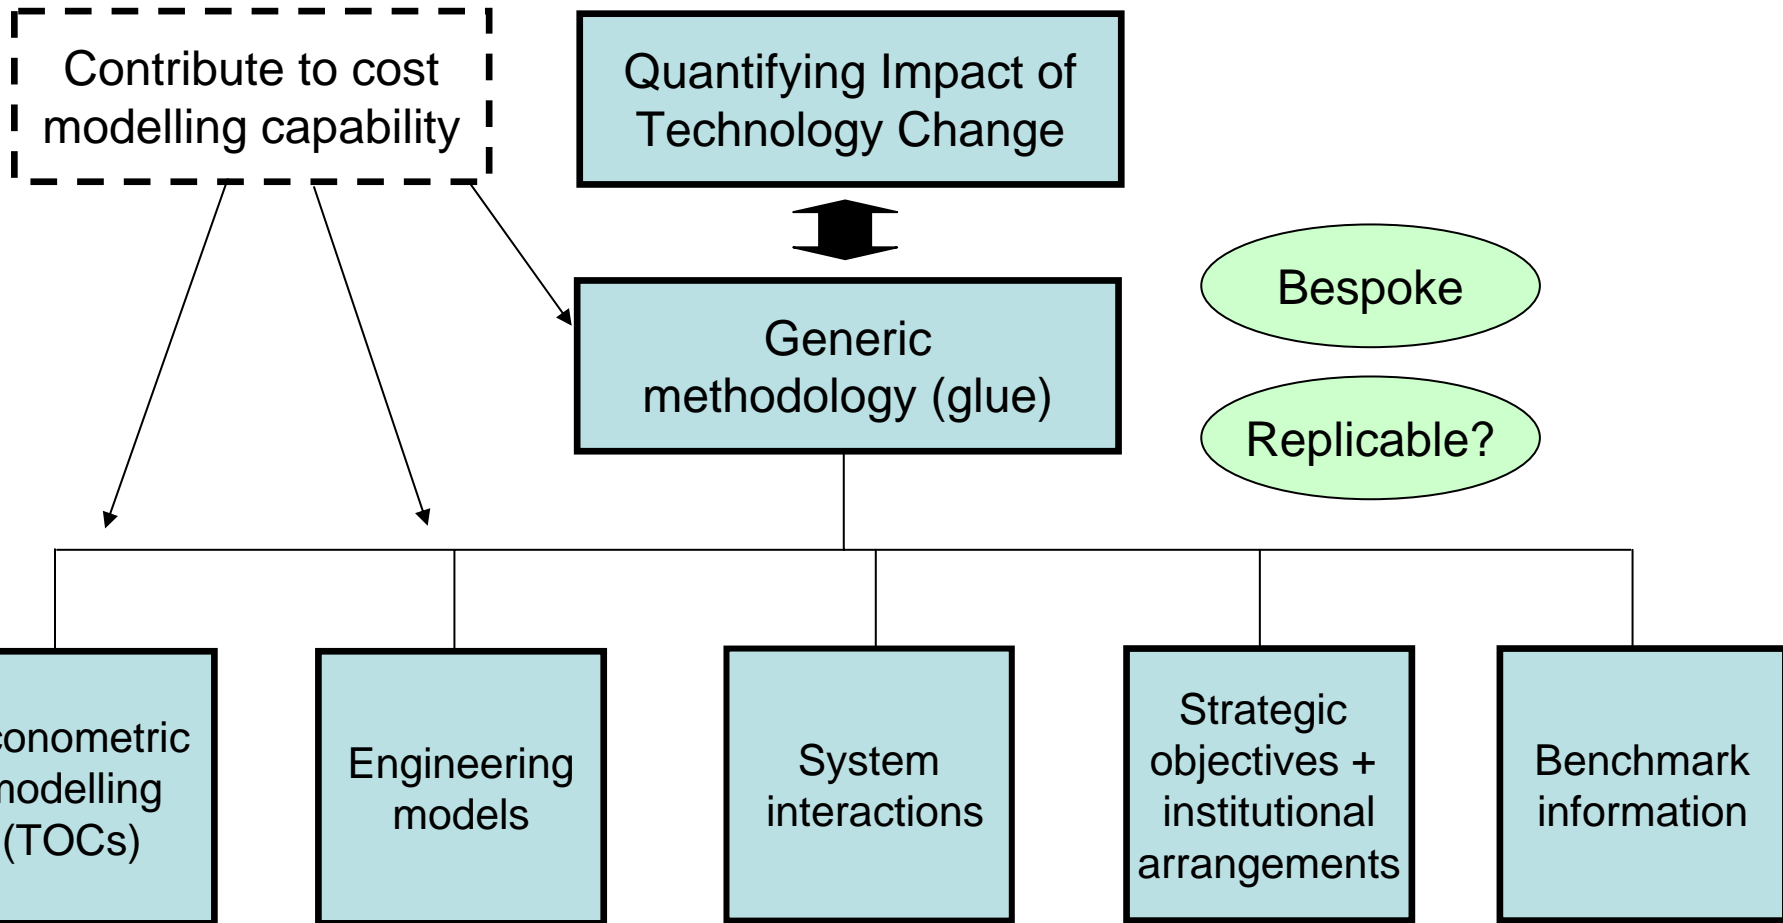 Contribute to cost
modelling capability
Quantifying Impact of
Technology Change
Generic
methodology (glue)
Bespoke
Replicable?
conometric
nodelling
(TOCs)
Engineering
models
System
interactions
Strategic
objectives +
institutional
arrangements
Benchmark
information